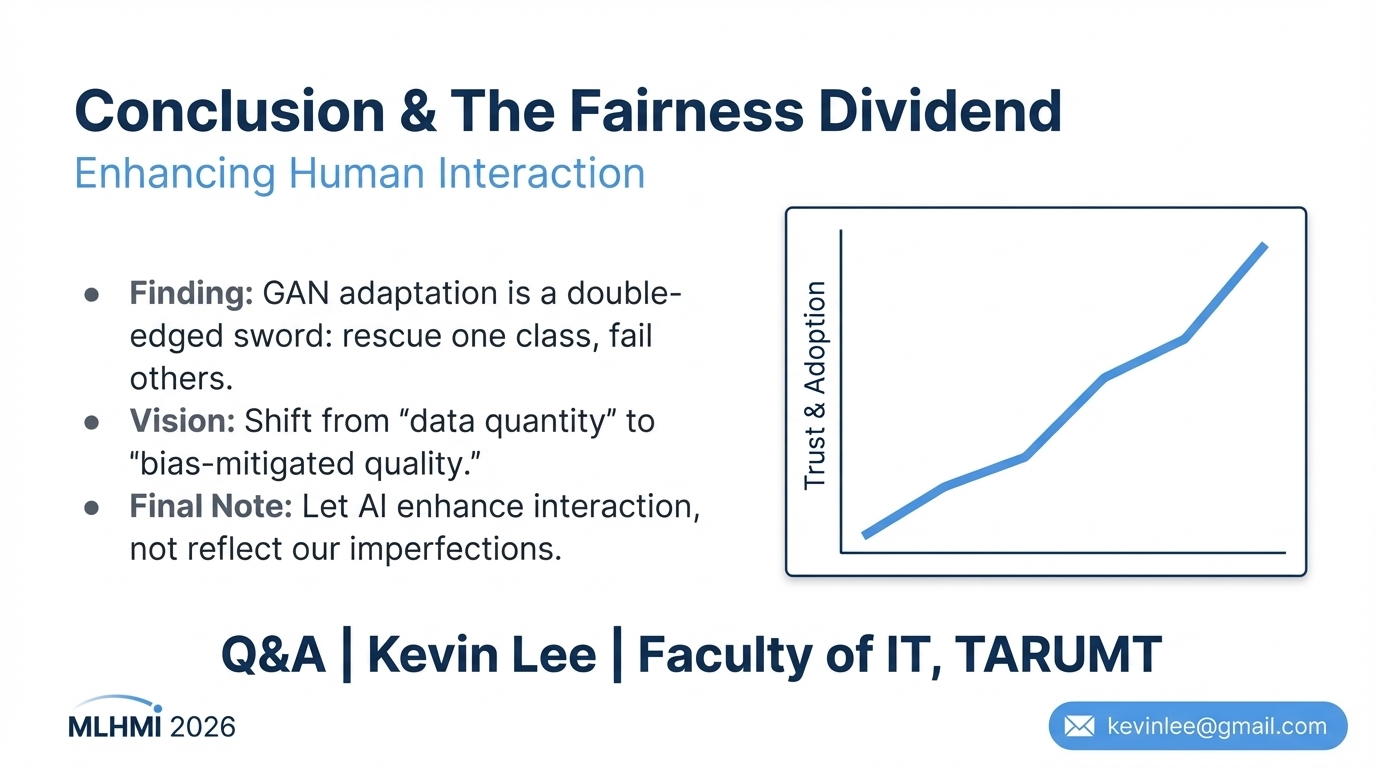 Conclusion & The Fairness Dividend
Enhancing Human Interaction
● Finding: GAN adaptation is a double-
edged sword: rescue one class, fail
others.
● Vision: Shift from “data quantity” to
“bias-mitigated quality.”
● Final Note: Let AI enhance interaction,
not reflect our imperfections.
Trust & Adoption
Q&A | Kevin Lee | Faculty of IT, TARUMT
MLHMI 2026
kevinlee@gmail.com